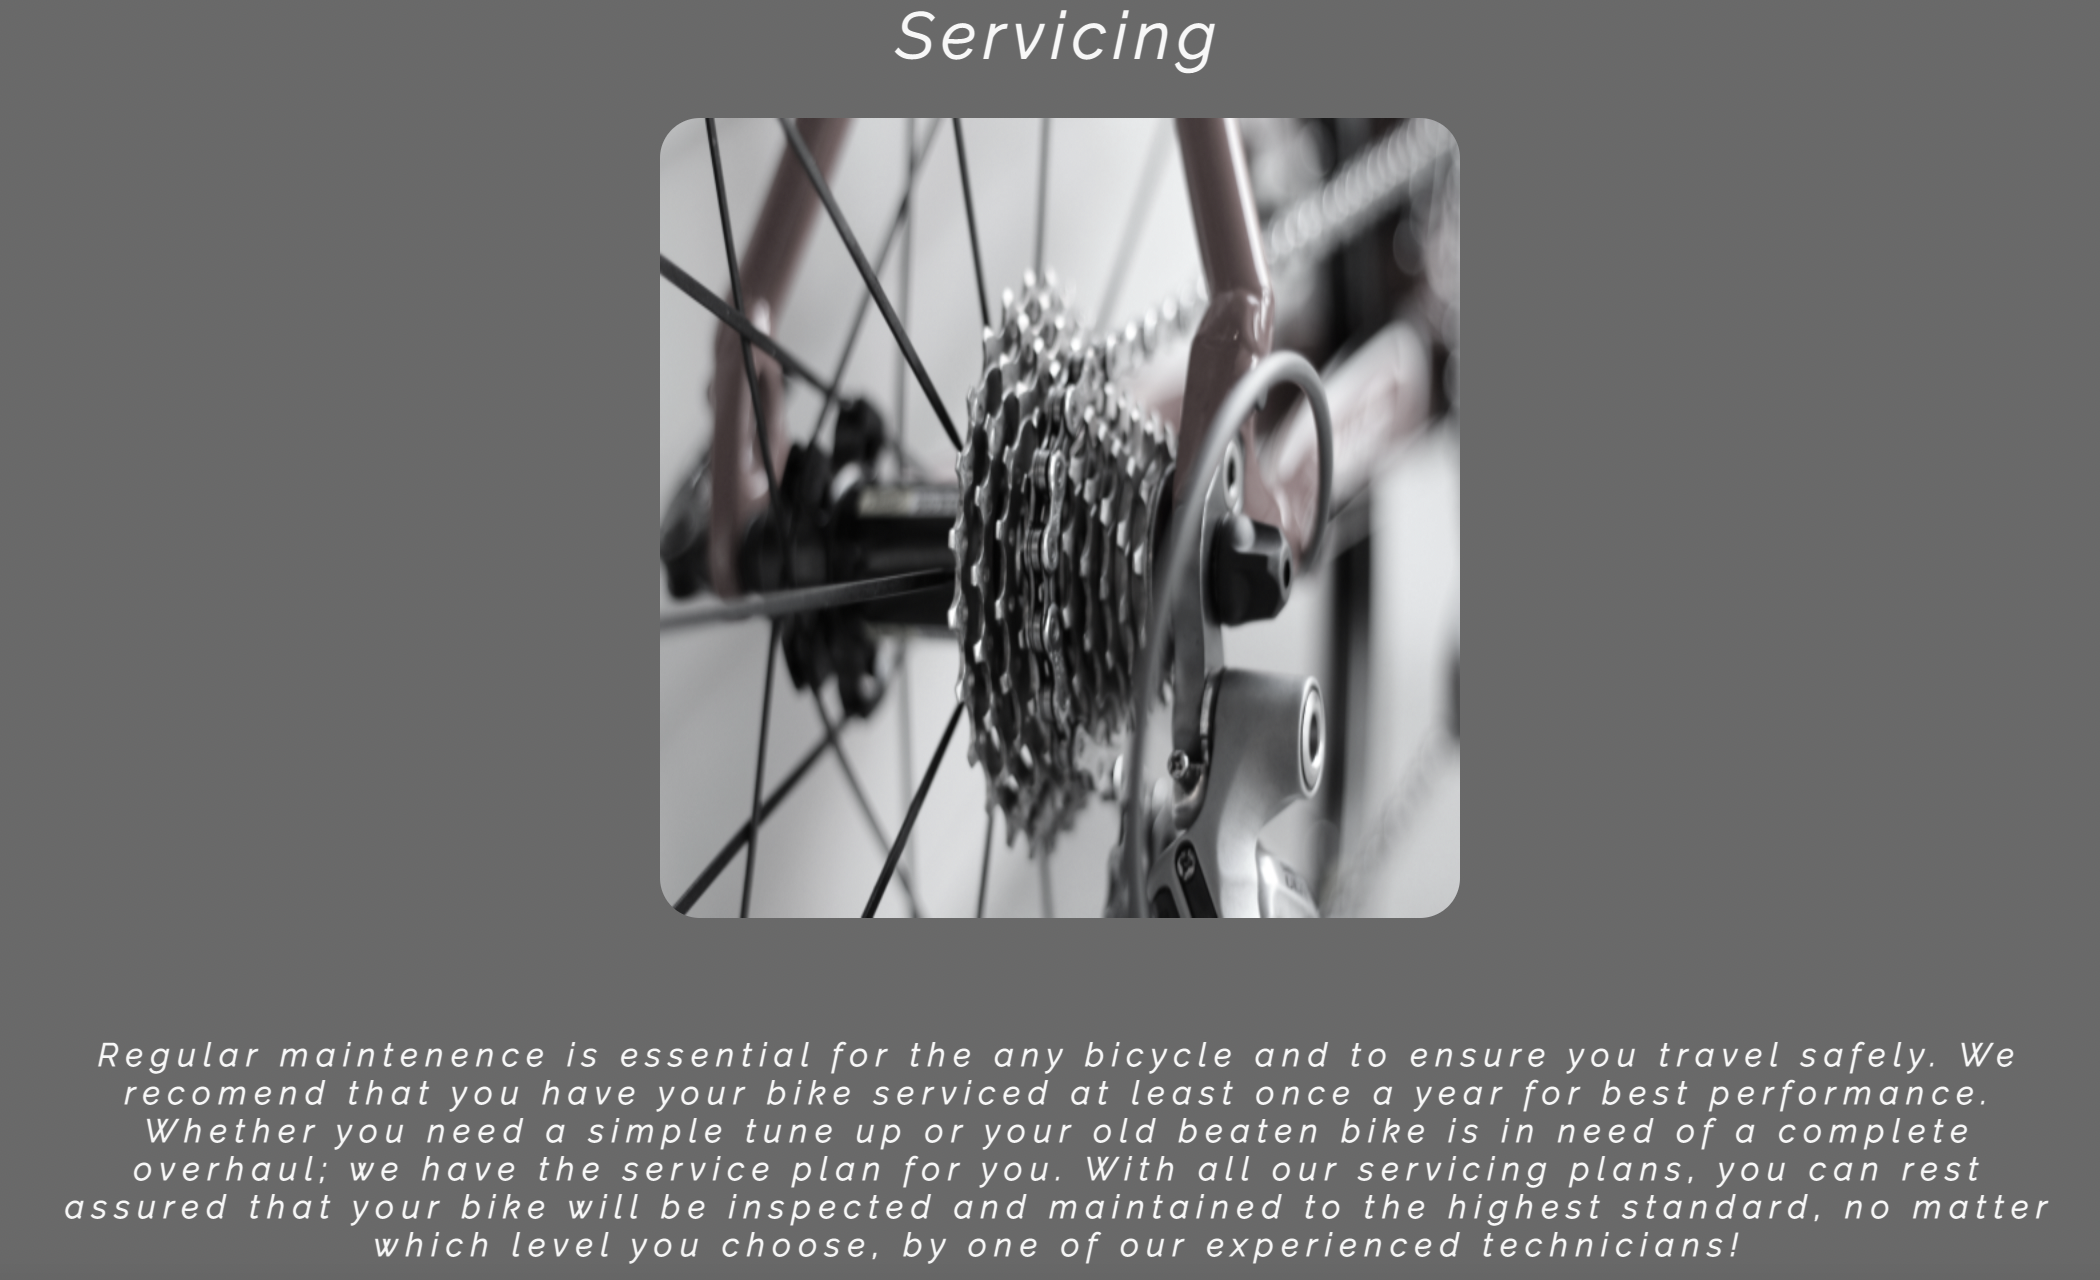 Servicing
Regular maintenence is essential for the any bicycle and to ensure you travel safely. We
recomend that you have your bike serviced at least once a year for best performance.
Whether you need a simple tune up or your old beaten bike is in need of a complete
overhaul; we have the service plan for you. With all our servicing plans, you can rest
assured that your bike will be inspected and maintained to the highest standard, no matter
which level you choose, by one of our experienced technicians!